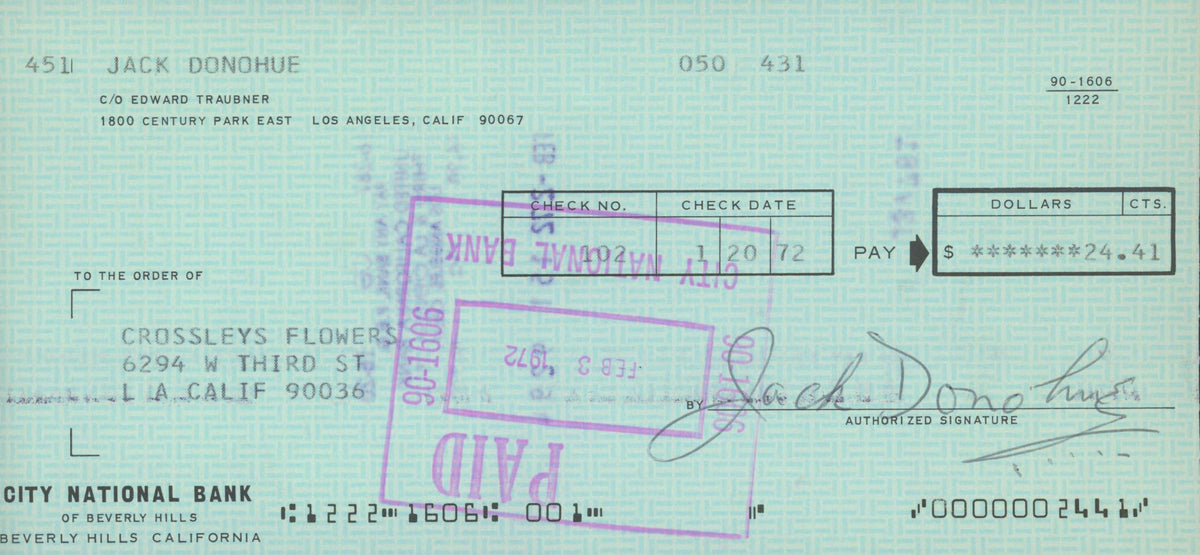 451 JACK DONOHUE 050 431
C/O EDWARD TRAUBNER
1800 CENTURY PARK EAST LOS ANGELES, CALIF 90067
90-1606
1222
CHECK NO. CHECK DATE
102 1 20 72
PAY
DOLLARS CTS.
$ *******24.41
TO THE ORDER OF
CROSSLEYS FLOWERS
6294 W THIRD ST
L A CALIF 90036
CITY NATIONAL BANK
90-1606
FEB 3 1972
90-1606
PAID
BY Jack Donohue
AUTHORIZED SIGNATURE
CITY NATIONAL BANK
OF BEVERLY HILLS
BEVERLY HILLS CALIFORNIA
⑆1222⑉1606⑆ 001⑈
⑈0000002441⑈